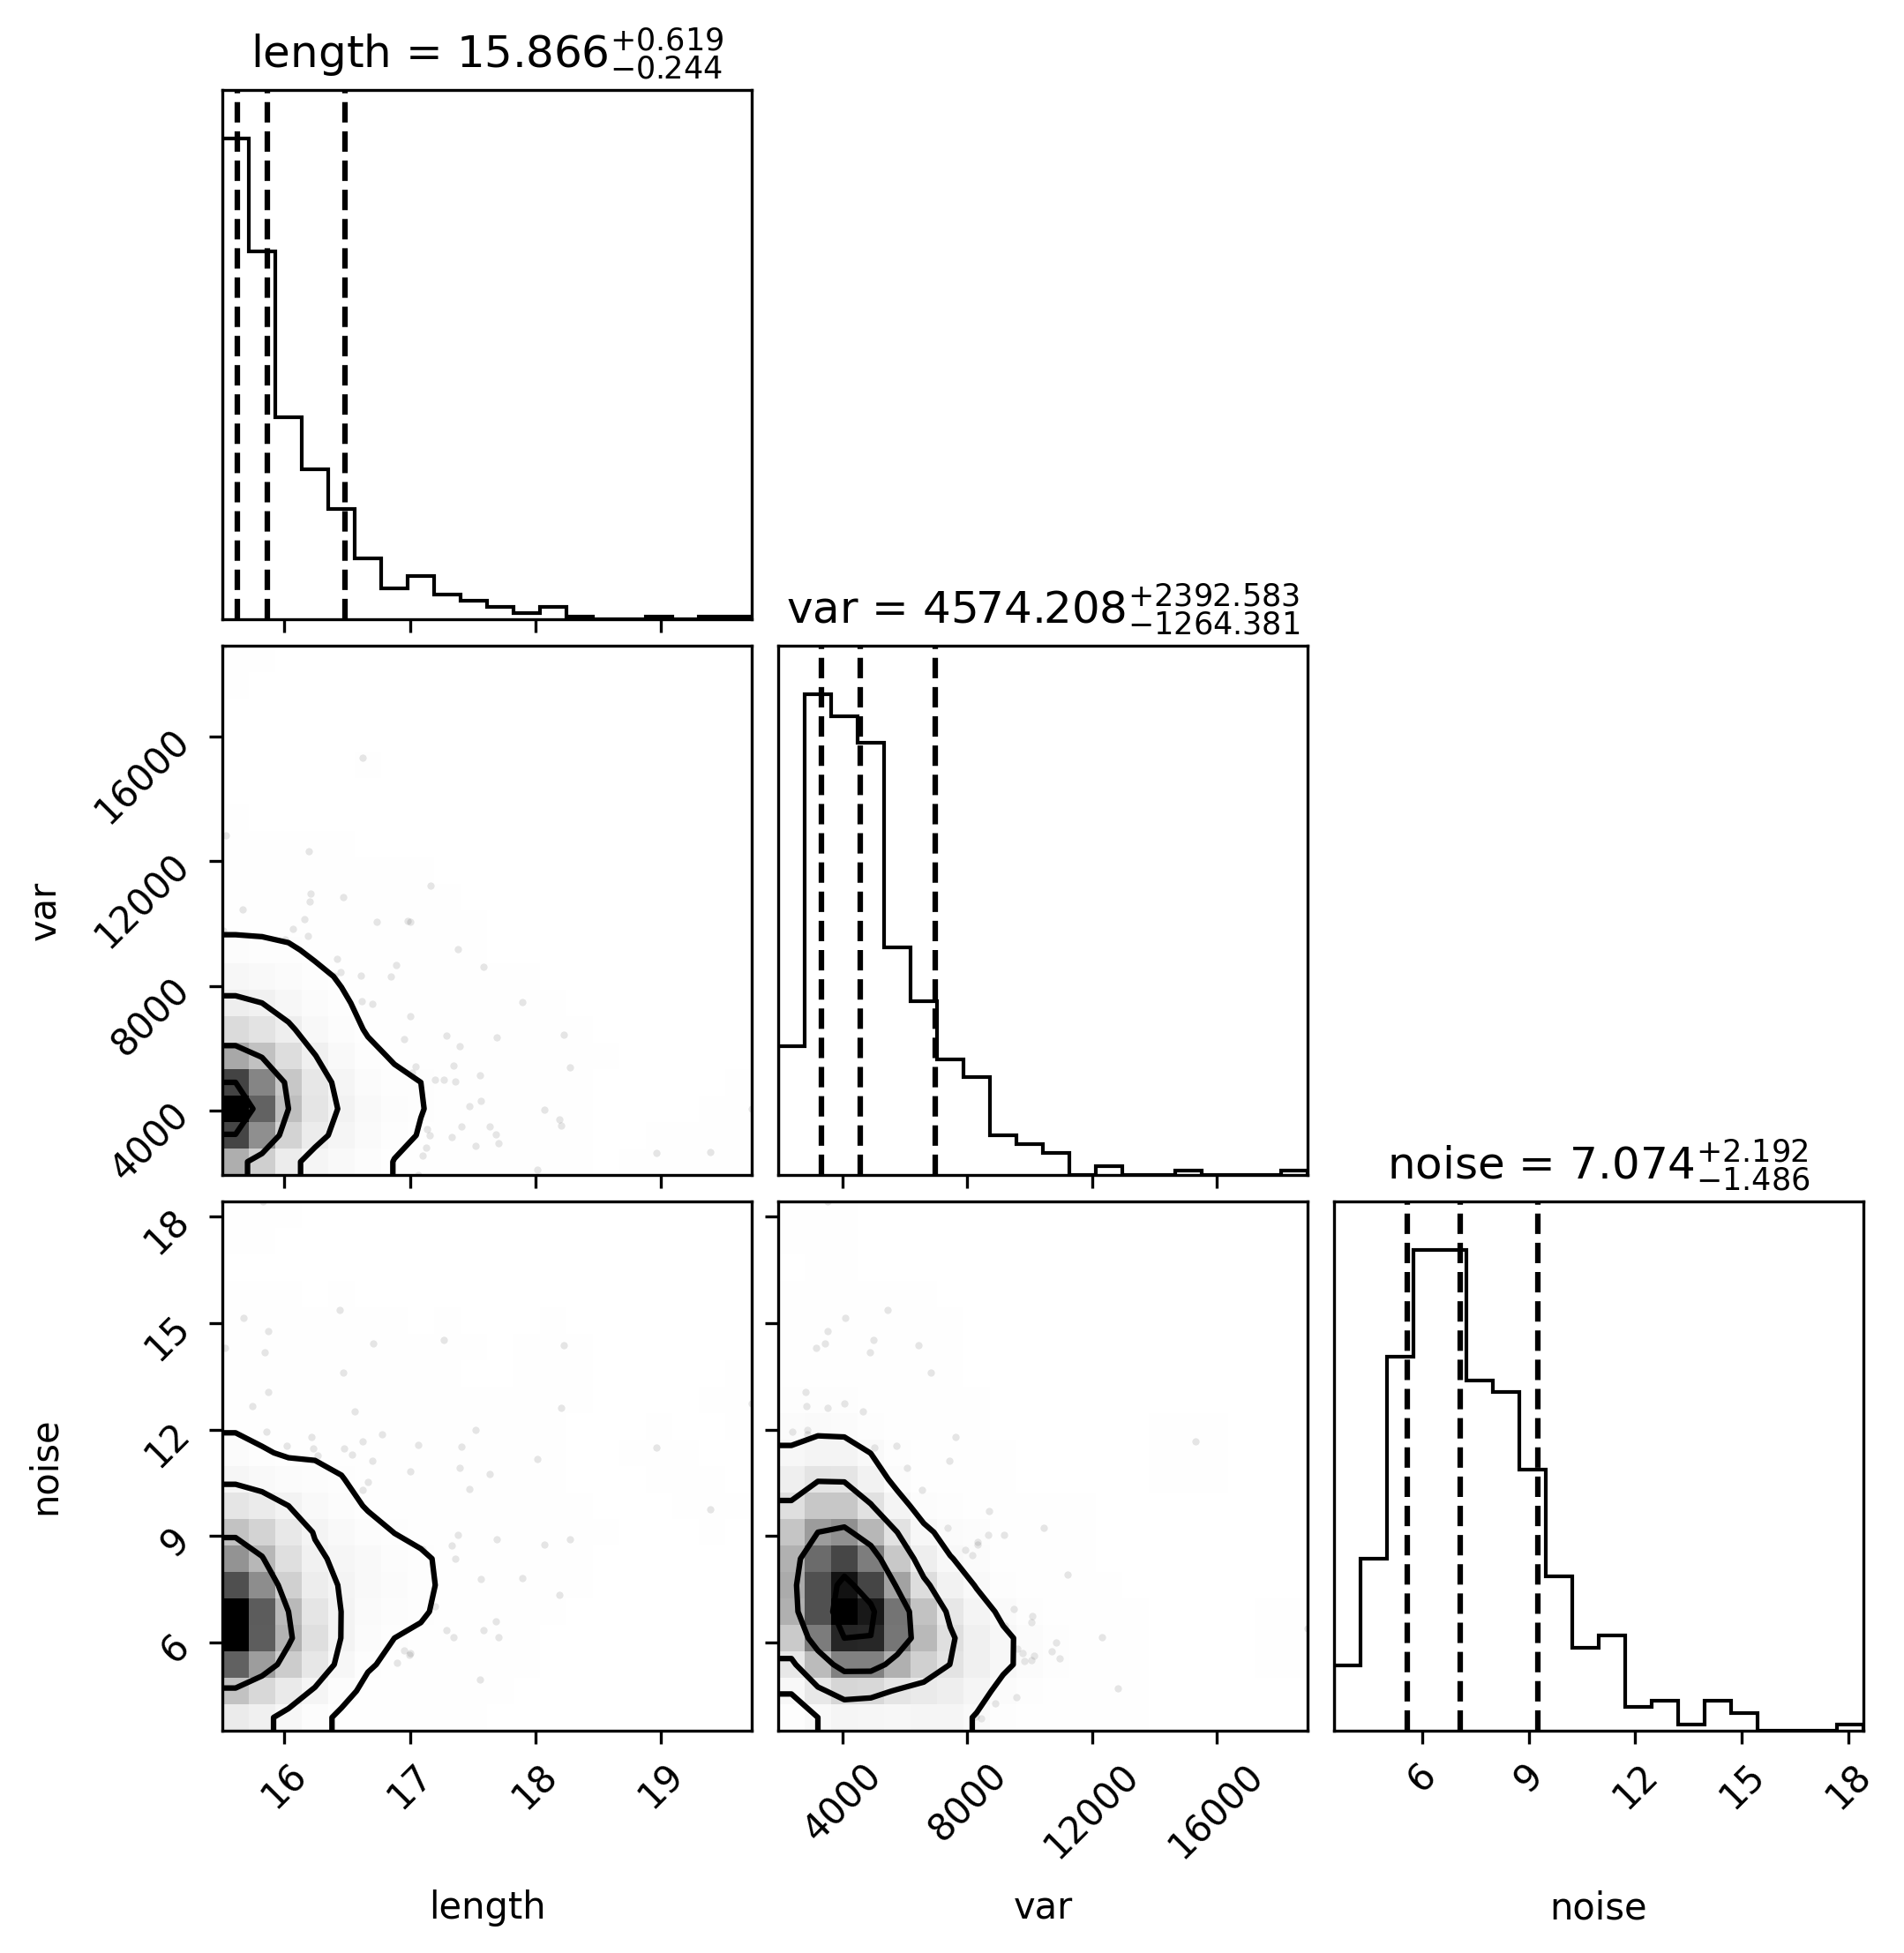 length = 15.866+0.619 −0.244
var = 4574.208+2392.583 −1264.381
16000
12000
8000
4000
var
noise = 7.074+2.192 −1.486
18
15
12
9
6
noise
16 17 18 19 4000 8000 12000 16000 6 9 12 15 18
length var noise